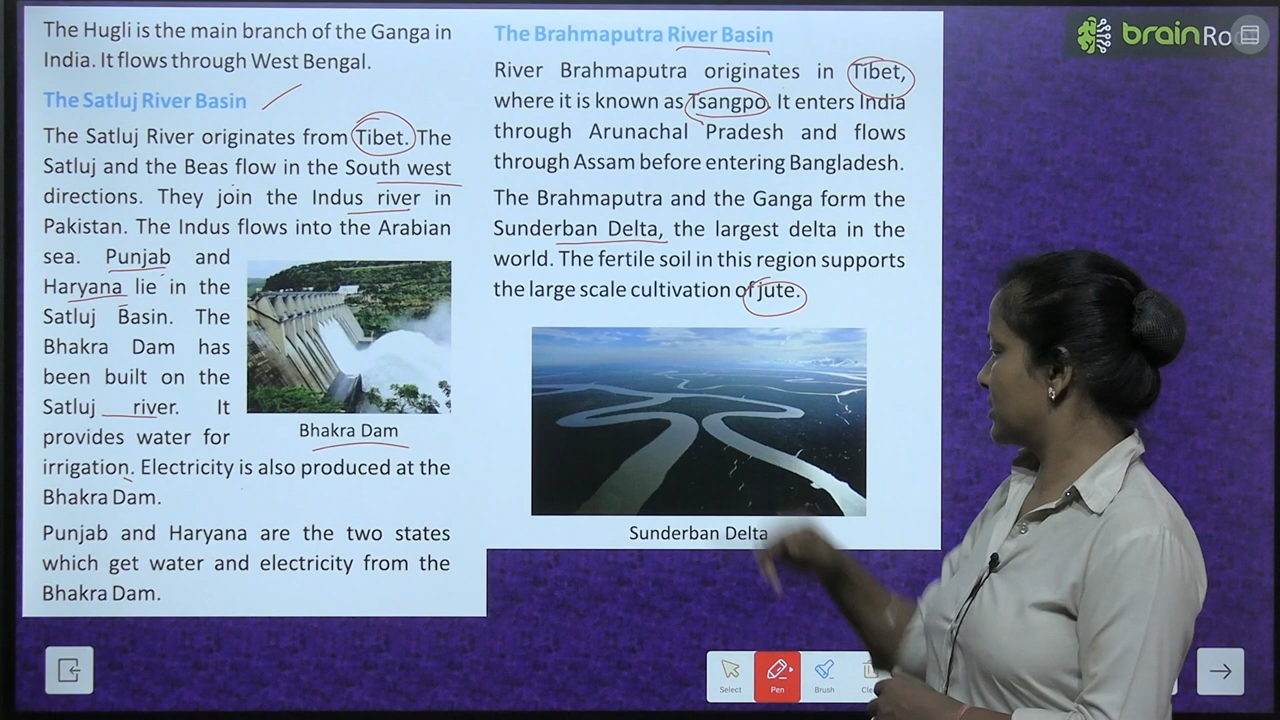 The Hugli is the main branch of the Ganga in
India. It flows through West Bengal.
The Satluj River Basin
The Satluj River originates from Tibet. The
Satluj and the Beas flow in the South west
directions. They join the Indus river in
Pakistan. The Indus flows into the Arabian
sea. Punjab and
Haryana lie in the
Satluj Basin. The
Bhakra Dam has
been built on the
Satluj river. It
provides water for
irrigation. Electricity is also produced at the
Bhakra Dam.
Bhakra Dam
Punjab and Haryana are the two states
which get water and electricity from the
Bhakra Dam.
The Brahmaputra River Basin
River Brahmaputra originates in Tibet,
where it is known as Tsangpo. It enters India
through Arunachal Pradesh and flows
through Assam before entering Bangladesh.
The Brahmaputra and the Ganga form the
Sunderban Delta, the largest delta in the
world. The fertile soil in this region supports
the large scale cultivation of jute.
Sunderban Delta
brain
Select
Pen
Brush